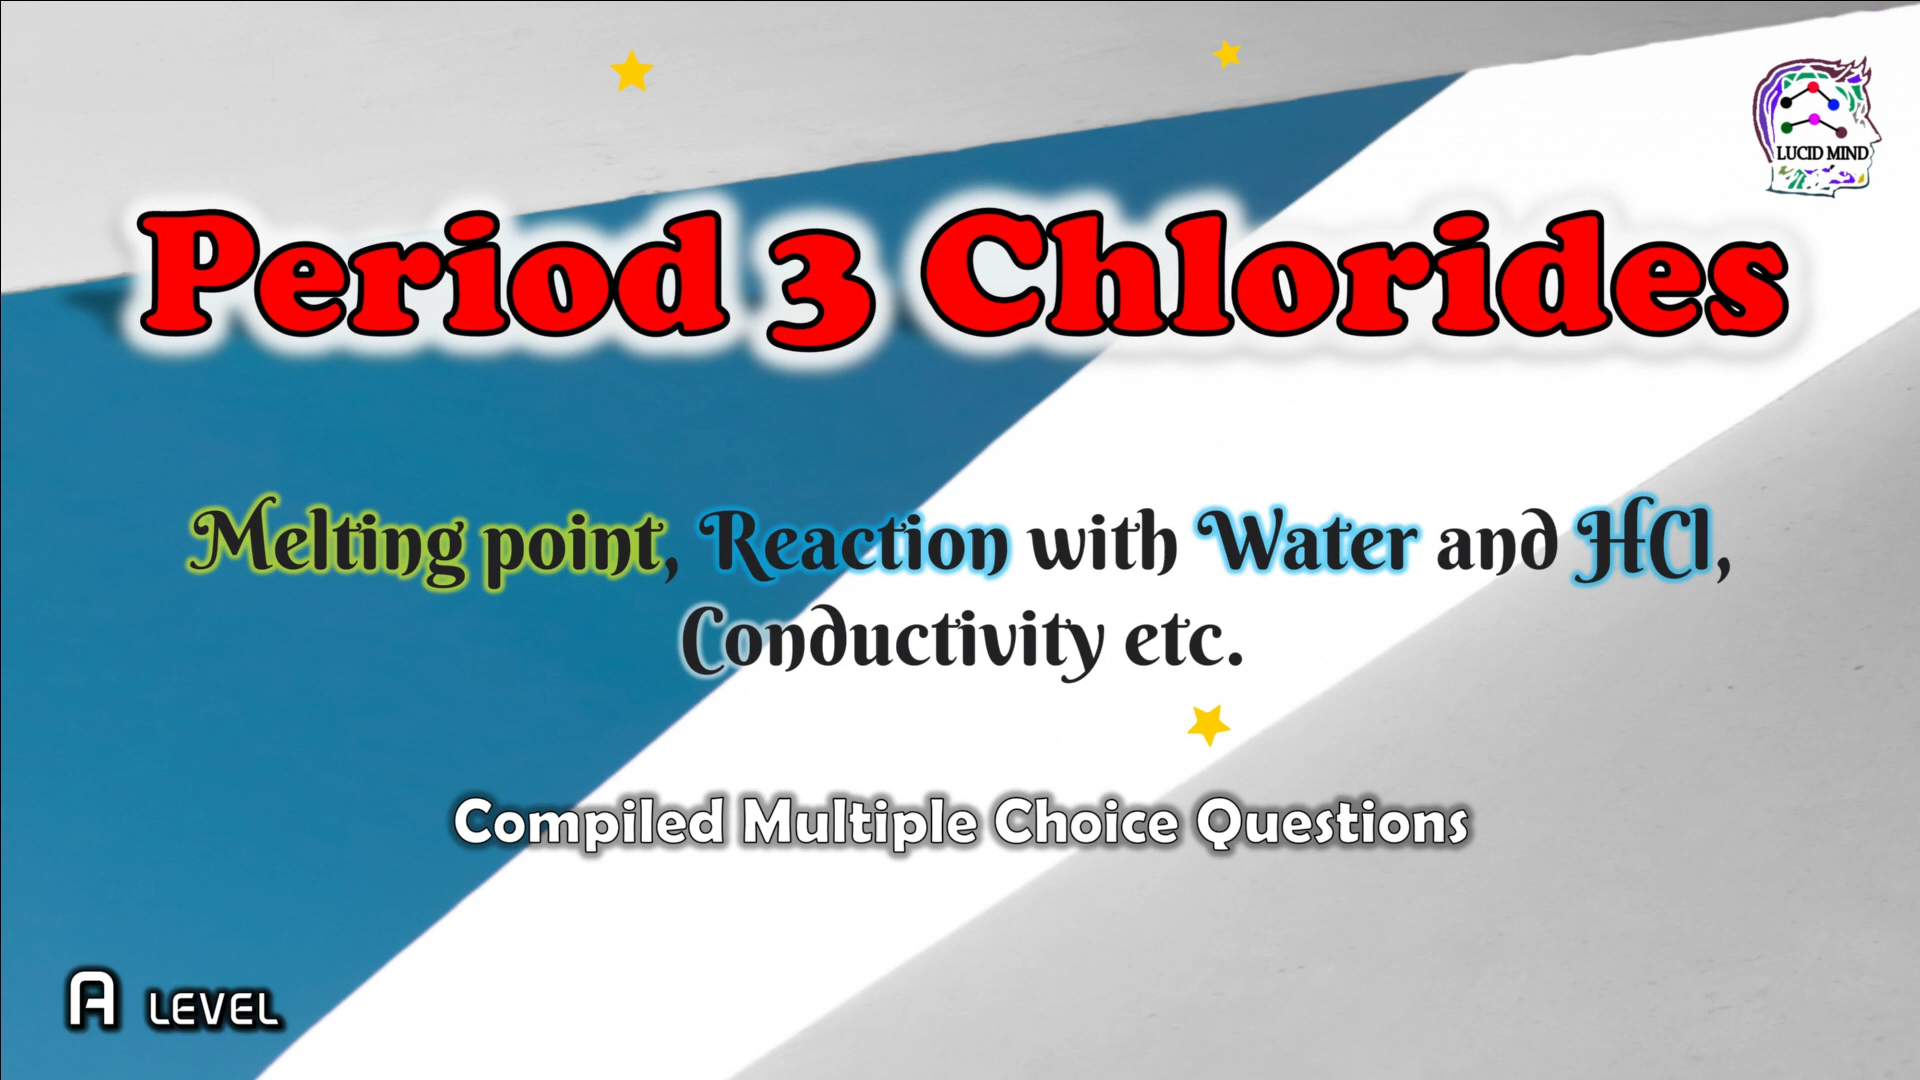 LUCID MIND
Period 3 Chlorides
Melting point, Reaction with Water and HCl,
Conductivity etc.
Compiled Multiple Choice Questions
A LEVEL